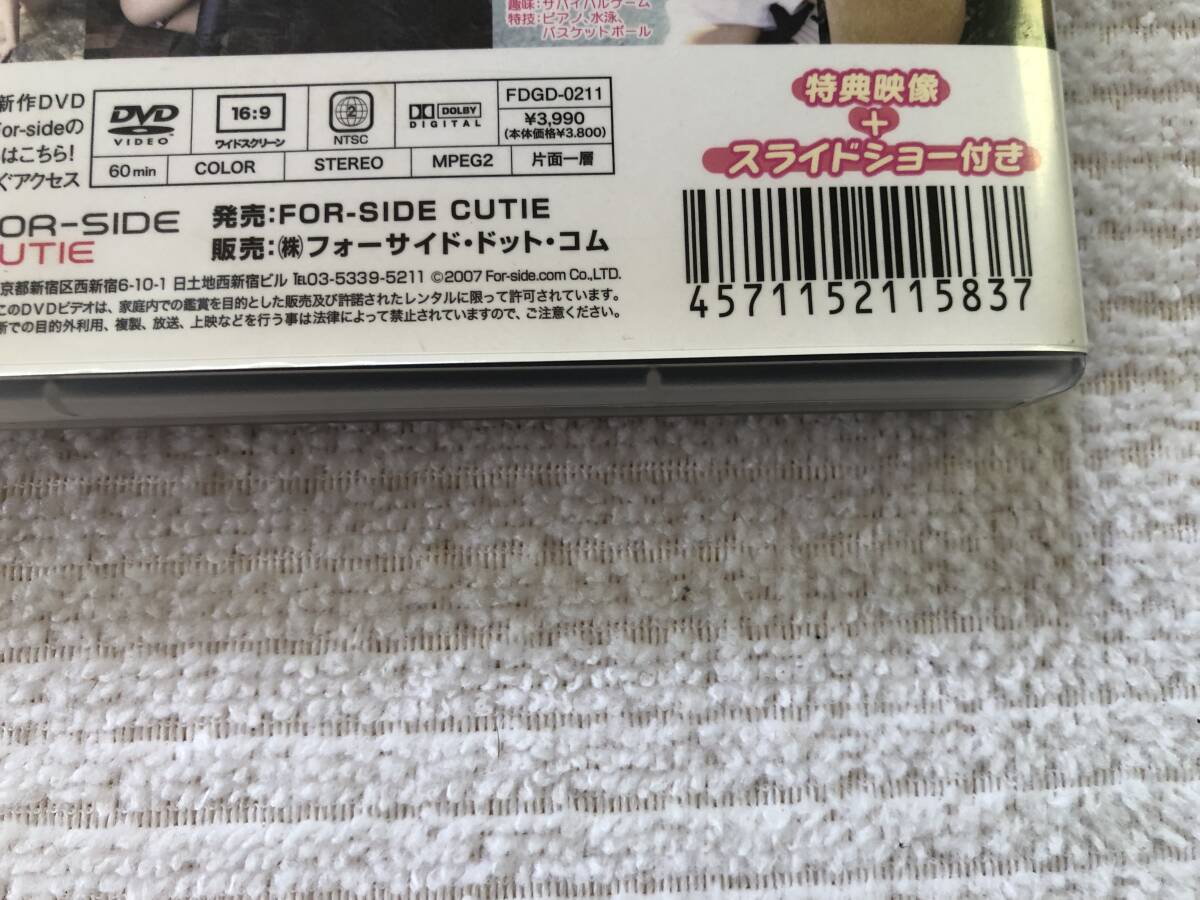 趣味:サバイバルゲーム
特技:ピアノ、水泳、
バスケットボール
新作DVD
For-sideの
はこちら!
ぐアクセス
DVD
VIDEO
16:9
ワイドスクリーン
2
NTSC
DOLBY
DIGITAL
FDGD-0211
¥3,990
(本体価格¥3.800)
60min
COLOR
STEREO
MPEG2
片面一層
OR-SIDE
UTIE
発売:FOR-SIDE CUTIE
販売:㈱フォーサイド・ドット・コム
京都新宿区西新宿6-10-1 日土地西新宿ビル ℡03-5339-5211 ©2007 For-side.com Co.,LTD.
このDVDビデオは、家庭内での鑑賞を目的とした販売及び許諾されたレンタルに限って許可されています。
断での目的外利用、複製、放送、上映などを行う事は法律によって禁止されていますので、ご注意ください。
特典映像
+
スライドショー付き
4571152115837